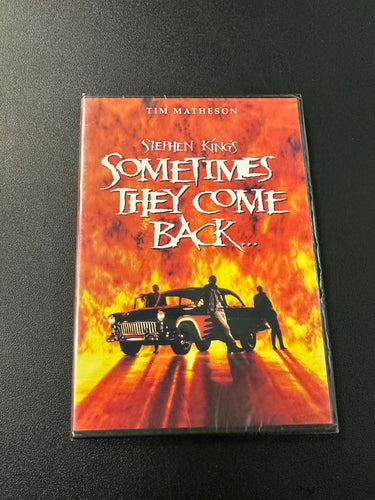 TIM MATHESON
STEPHEN KING'S
SOMETIMES
THEY COME
BACK...